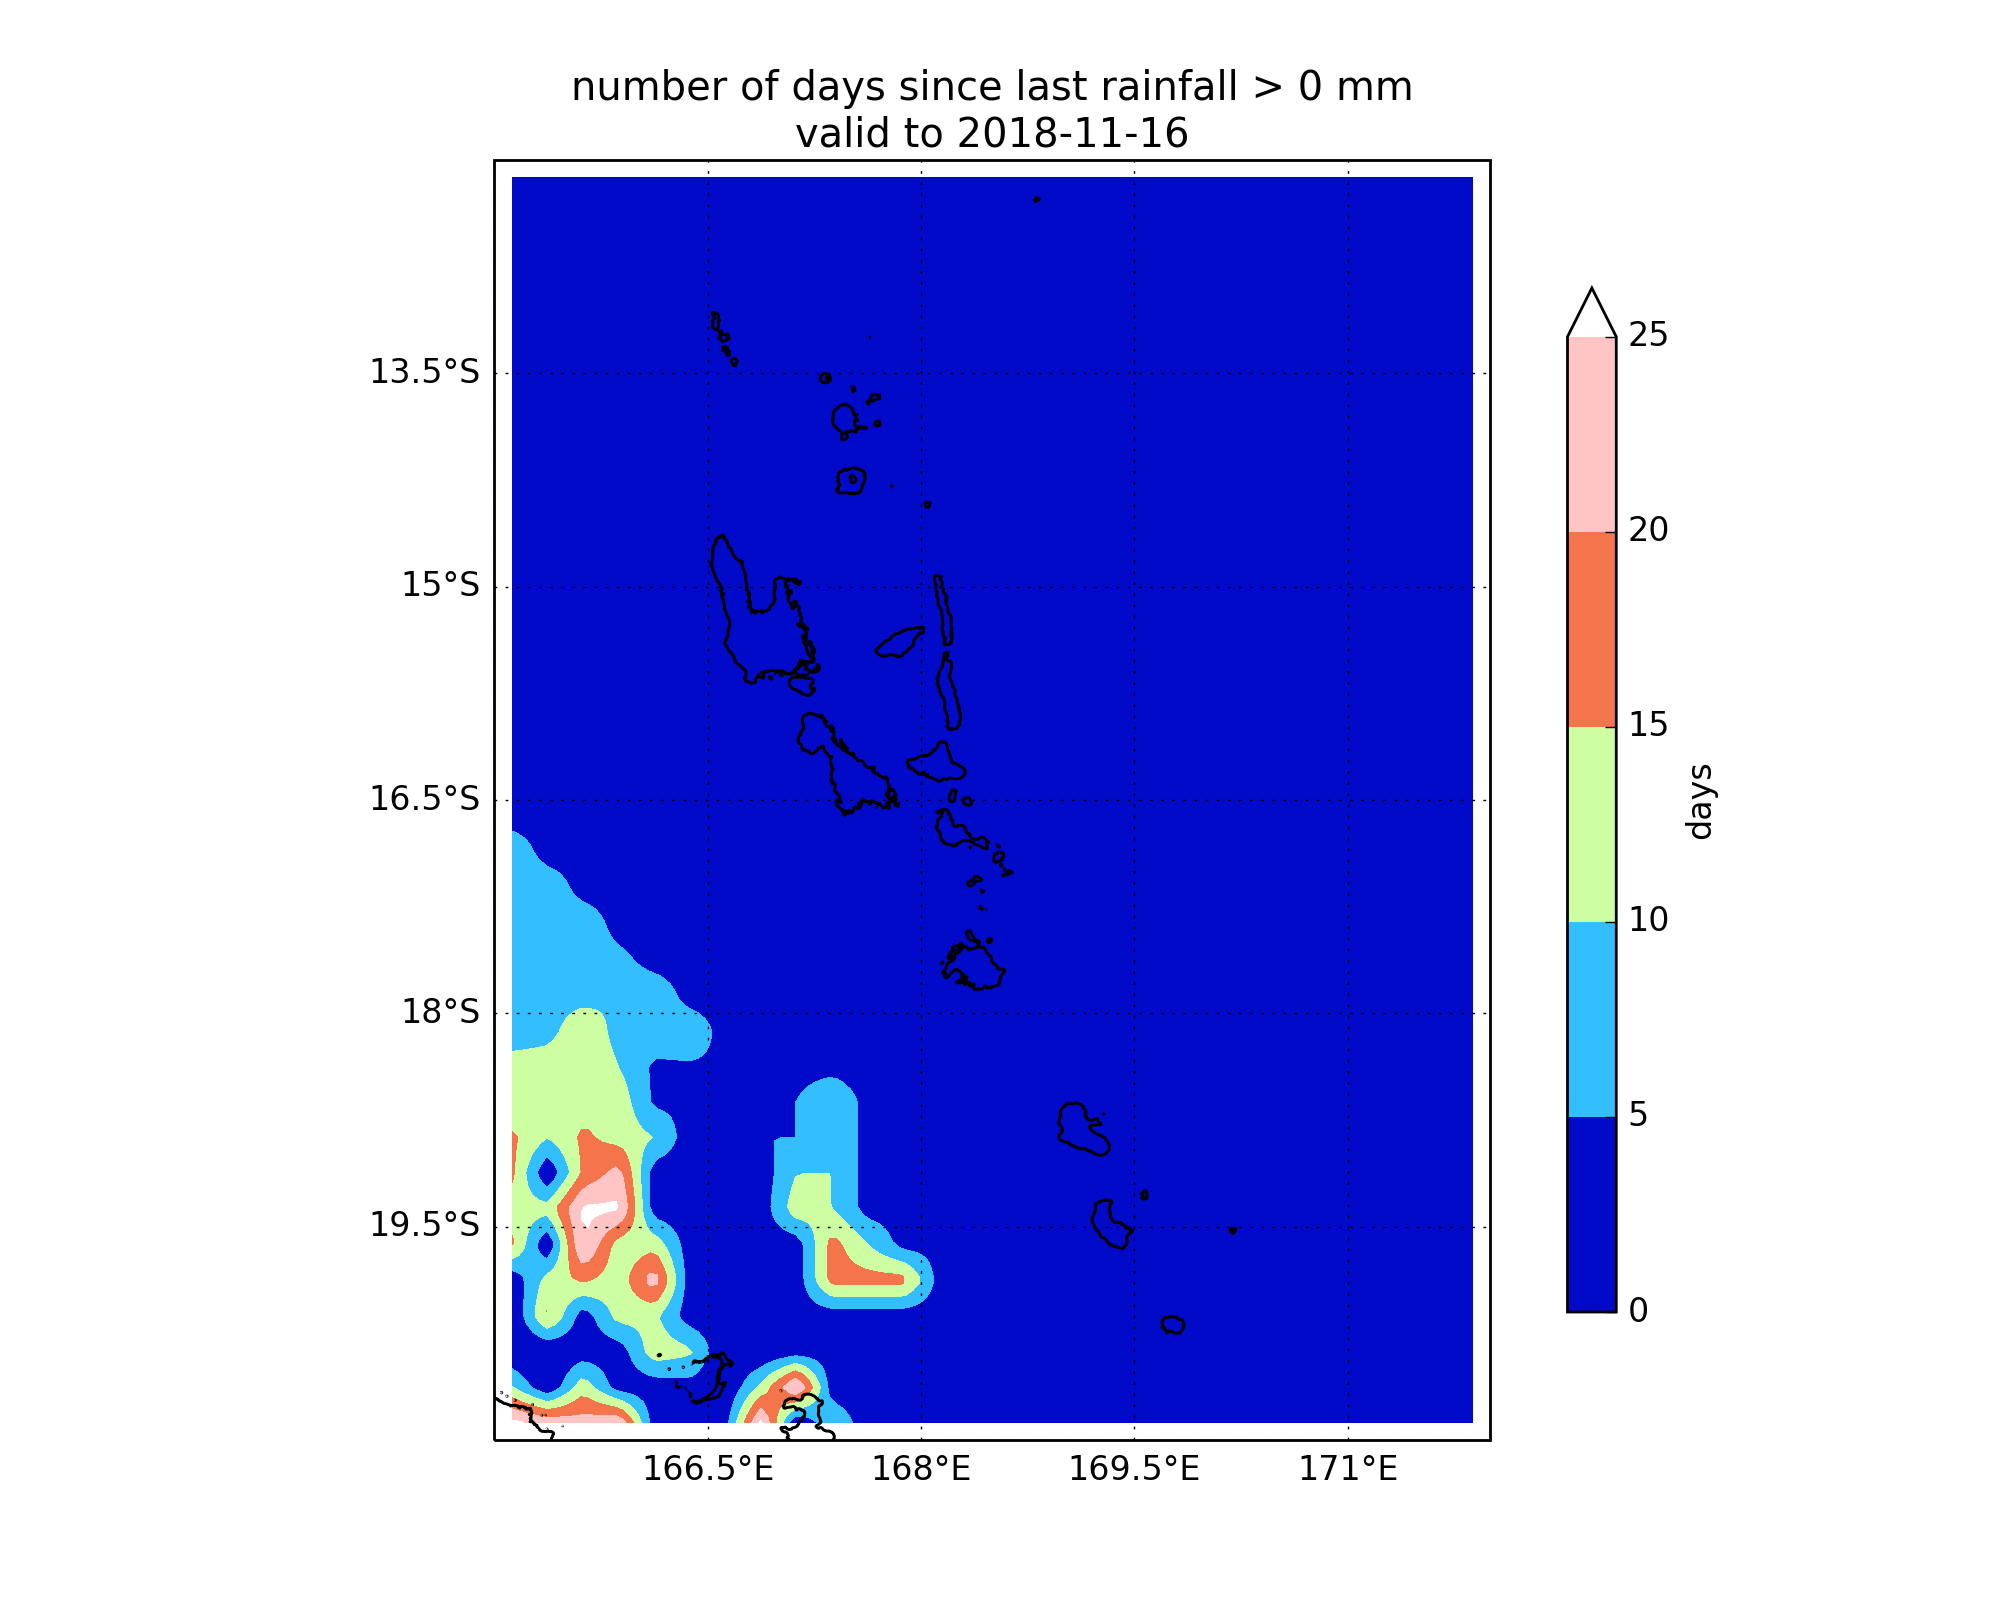 number of days since last rainfall > 0 mm
valid to 2018-11-16
13.5°S
15°S
16.5°S
18°S
19.5°S
166.5°E
168°E
169.5°E
171°E
25
20
15
10
5
0
days